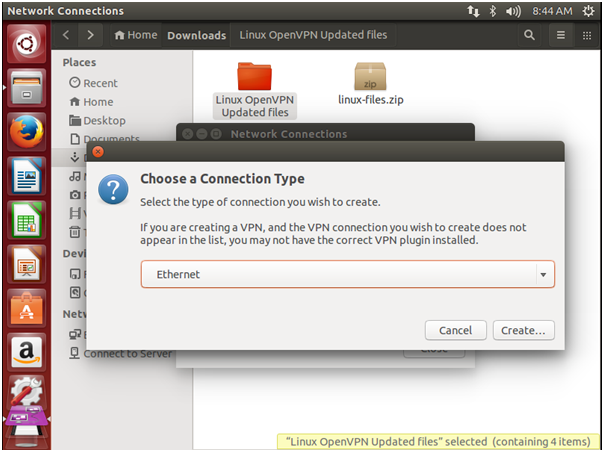 Network Connections
8:44 AM
Home
Downloads
Linux OpenVPN Updated files
Places
Recent
Home
Desktop
Documents
Linux OpenVPN
Updated files
zip
linux-files.zip
Network Connections
Choose a Connection Type
Select the type of connection you wish to create.
If you are creating a VPN, and the VPN connection you wish to create does not
appear in the list, you may not have the correct VPN plugin installed.
Ethernet
Cancel
Create…
Close
Connect to Server
"Linux OpenVPN Updated files" selected (containing 4 items)